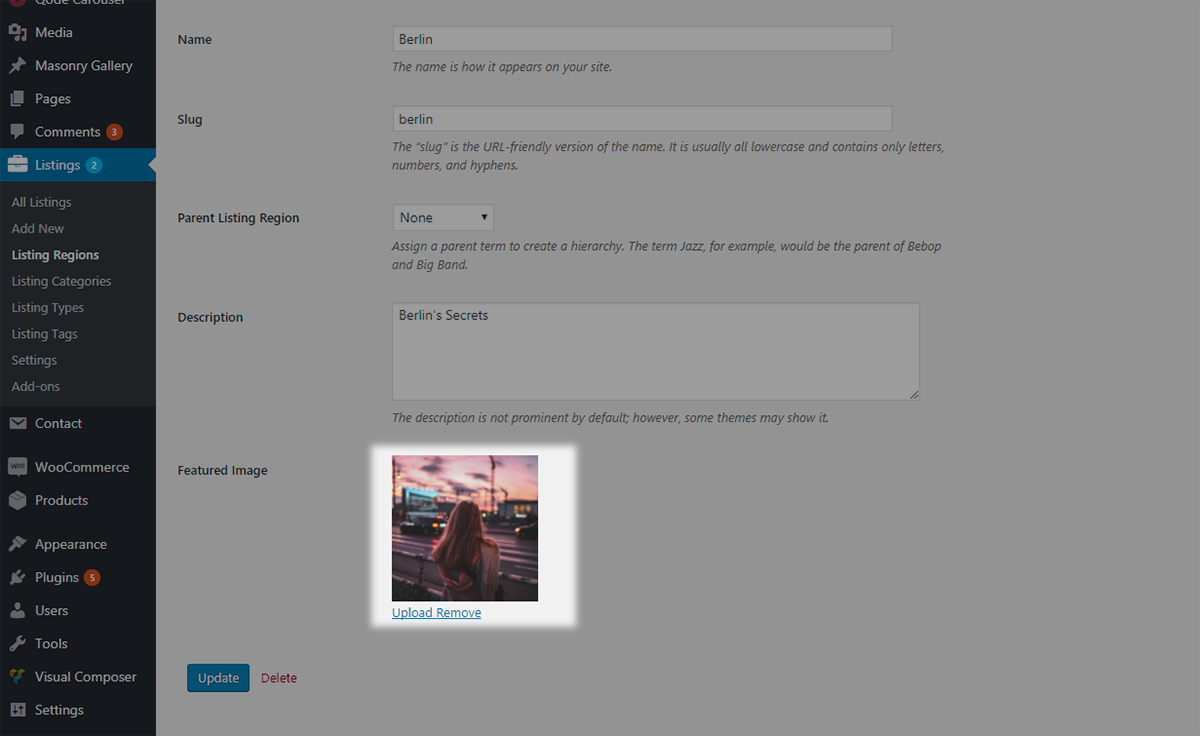 Qode Carousel
Media
Masonry Gallery
Pages
Comments 3
Listings 2
All Listings
Add New
Listing Regions
Listing Categories
Listing Types
Listing Tags
Settings
Add-ons
Contact
WOO WooCommerce
Products
Appearance
Plugins 5
Users
Tools
Visual Composer
Settings
Name
Berlin
The name is how it appears on your site.
Slug
berlin
The “slug” is the URL-friendly version of the name. It is usually all lowercase and contains only letters,
numbers, and hyphens.
Parent Listing Region
None
Assign a parent term to create a hierarchy. The term Jazz, for example, would be the parent of Bebop
and Big Band.
Description
Berlin's Secrets
The description is not prominent by default; however, some themes may show it.
Featured Image
Upload Remove
Update Delete